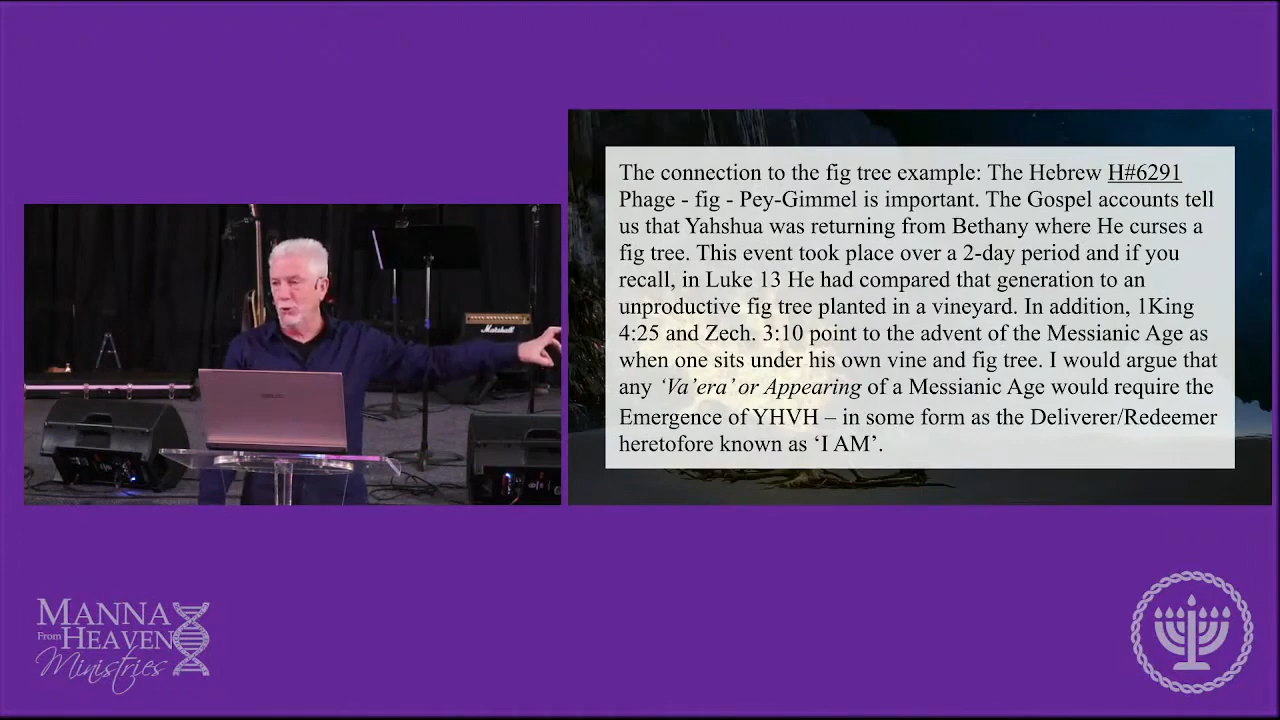 The connection to the fig tree example: The Hebrew H#6291
Phage - fig - Pey-Gimmel is important. The Gospel accounts tell
us that Yahshua was returning from Bethany where He curses a
fig tree. This event took place over a 2-day period and if you
recall, in Luke 13 He had compared that generation to an
unproductive fig tree planted in a vineyard. In addition, 1King
4:25 and Zech. 3:10 point to the advent of the Messianic Age as
when one sits under his own vine and fig tree. I would argue that
any ‘Va’era’ or Appearing of a Messianic Age would require the
Emergence of YHVH – in some form as the Deliverer/Redeemer
heretofore known as ‘I AM’.
Marshall
MANNA
From HEAVEN
Ministries